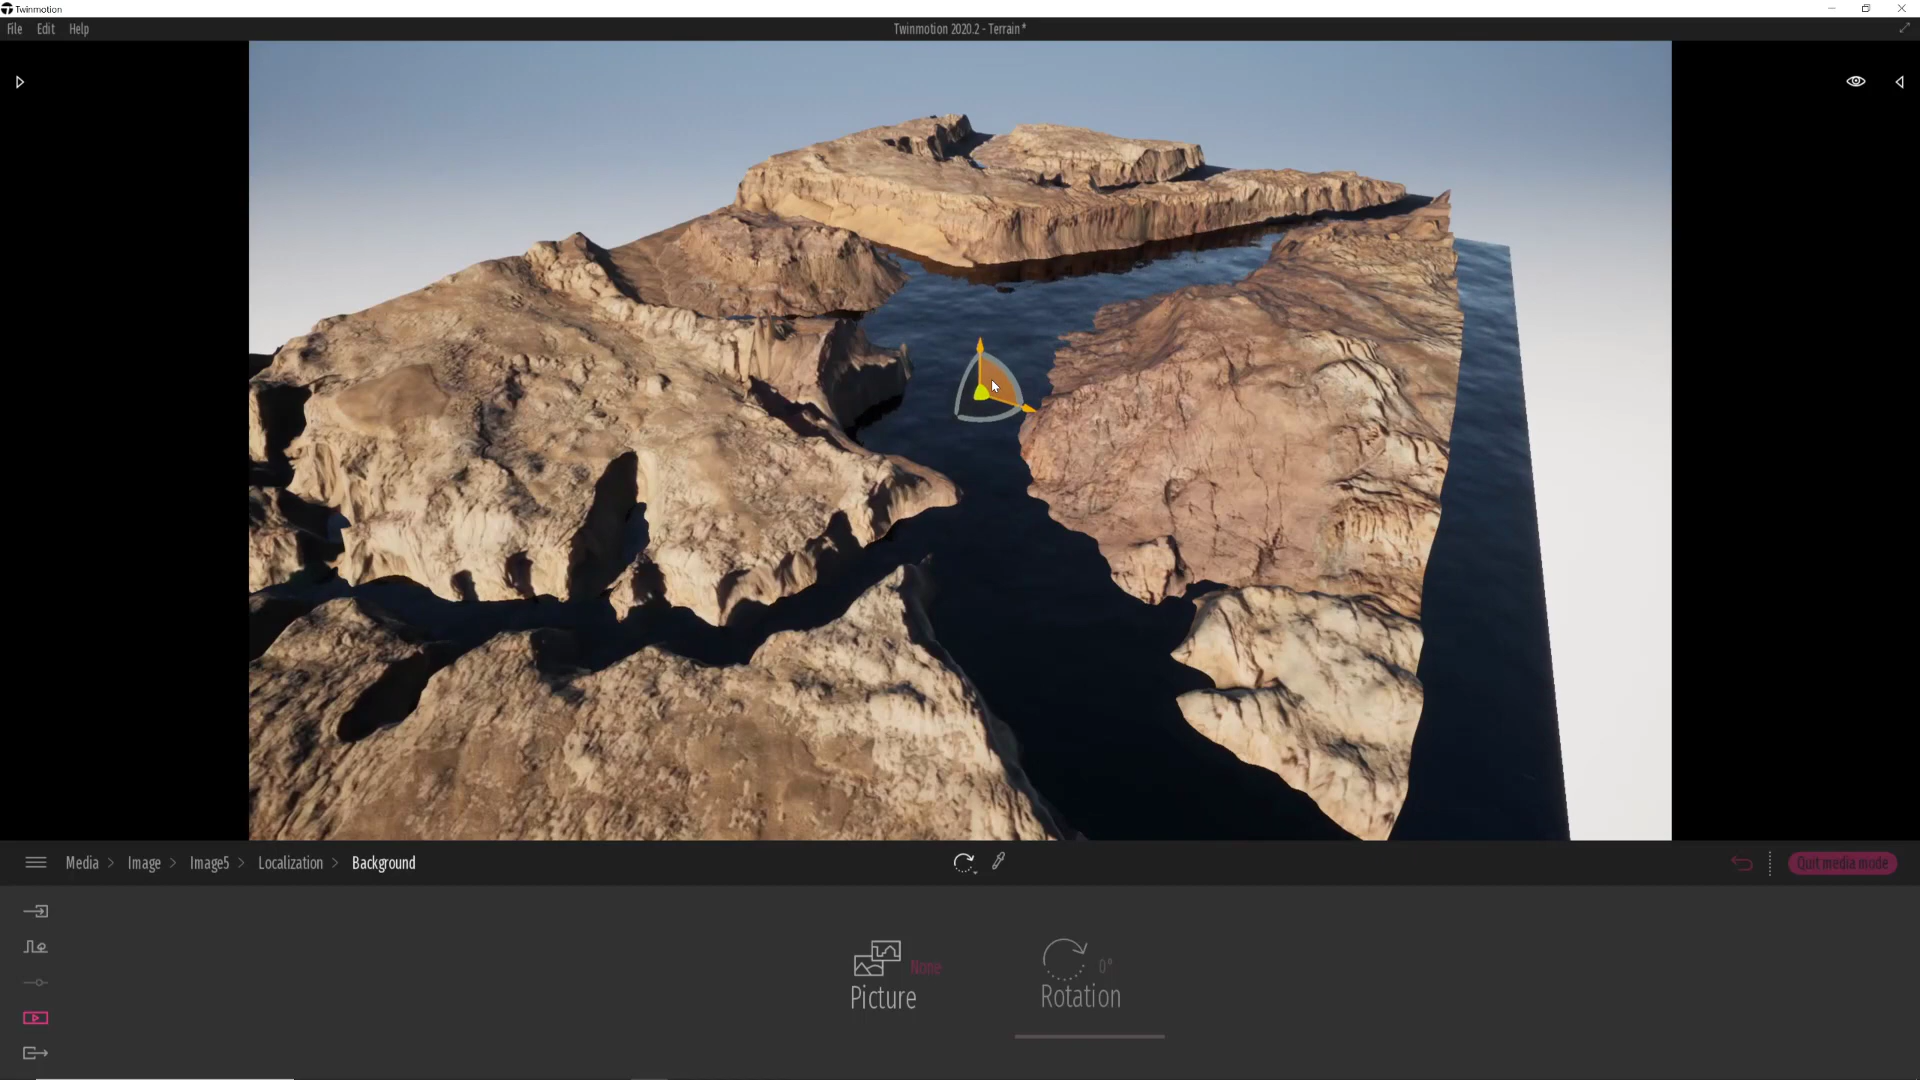 Twinmotion
File Edit Help
Twinmotion 2020.2 - Terrain*
Media > Image > Image5 > Localization > Background
Quit media mode
None
Picture
0°
Rotation